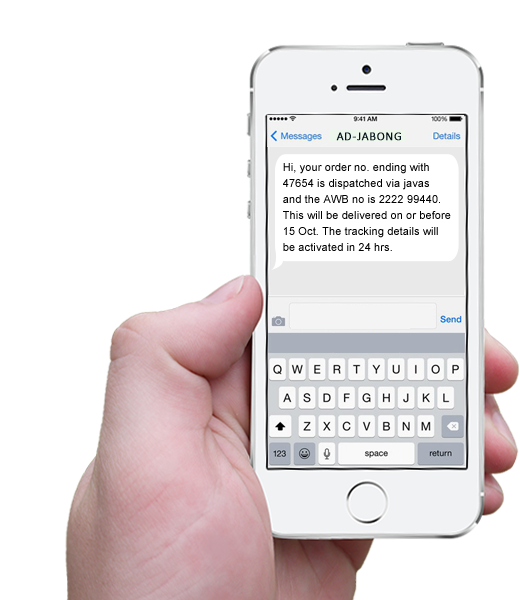 9:41 AM 100%
Messages AD-JABONG Details
Hi, your order no. ending with
47654 is dispatched via javas
and the AWB no is 2222 99440.
This will be delivered on or before
15 Oct. The tracking details will
be activated in 24 hrs.
Send
Q W E R T Y U I O P
A S D F G H J K L
Z X C V B N M
123 space return